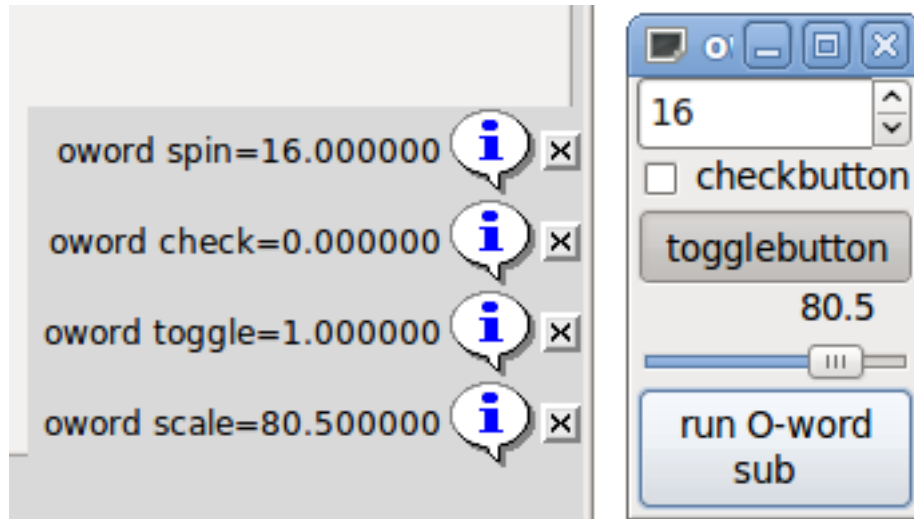 oword spin=16.000000
oword check=0.000000
oword toggle=1.000000
oword scale=80.500000
16
checkbutton
togglebutton
80.5
run O-word
sub